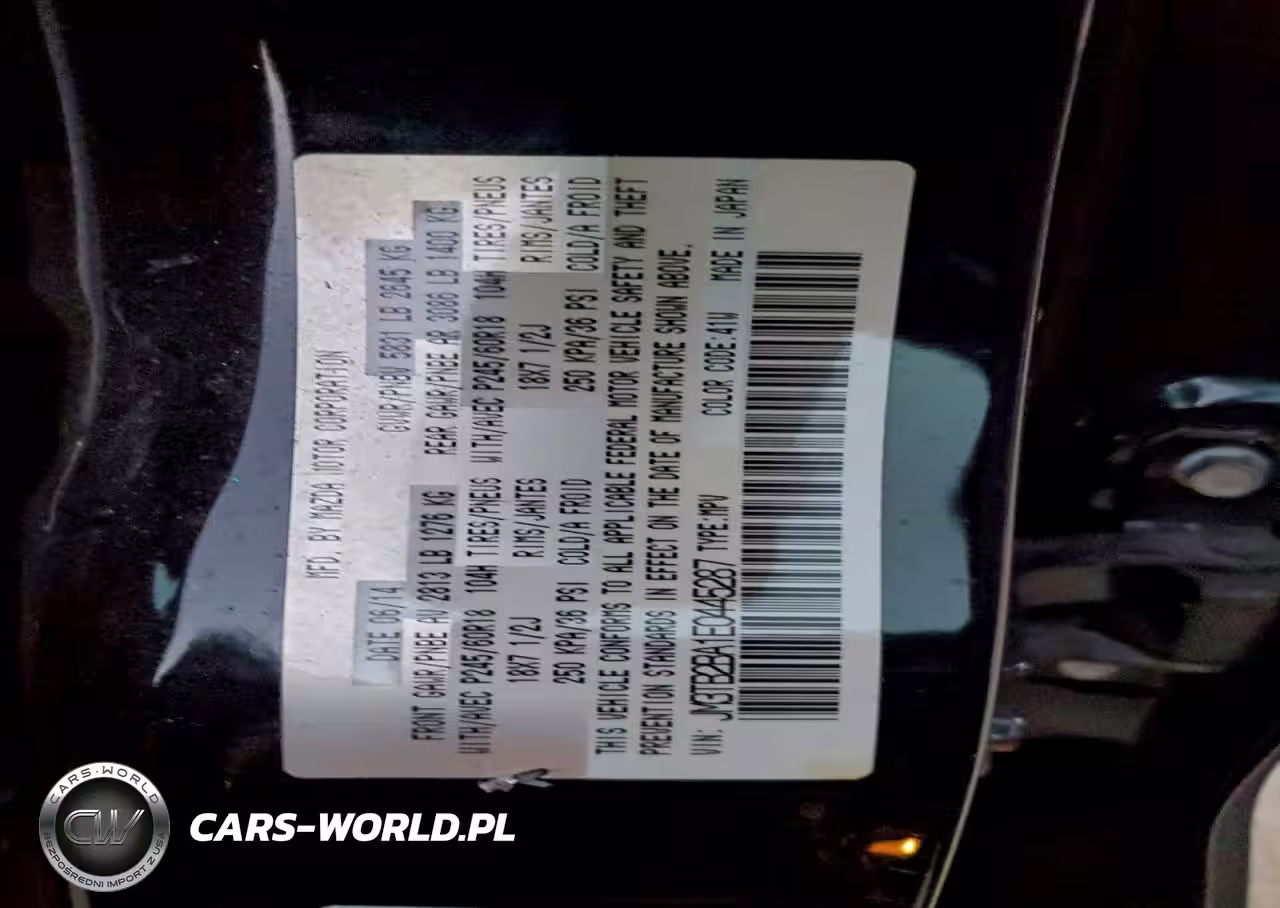 MFD. BY MAZDA MOTOR CORPORATION
DATE 06/14 GVWR/PNBV 5831 LB 2645 KG
FRONT GAWR/PNBE AV 2813 LB 1276 KG REAR GAWR/PNBE AR 3086 LB 1400 KG
WITH/AVEC P245/60R18 104H TIRES/PNEUS WITH/AVEC P245/60R18 104H TIRES/PNEUS
18X7 1/2J RIMS/JANTES 18X7 1/2J RIMS/JANTES
250 KPA/36 PSI COLD/A FROID 250 KPA/36 PSI COLD/A FROID
THIS VEHICLE CONFORMS TO ALL APPLICABLE FEDERAL MOTOR VEHICLE SAFETY AND THEFT
PREVENTION STANDARDS IN EFFECT ON THE DATE OF MANUFACTURE SHOWN ABOVE.
VIN: JM3TB2BA1E0445287 TYPE:MPV COLOR CODE:41W MADE IN JAPAN
CARS-WORLD
CW
BEZPOŚREDNI IMPORT Z USA
CARS-WORLD.PL